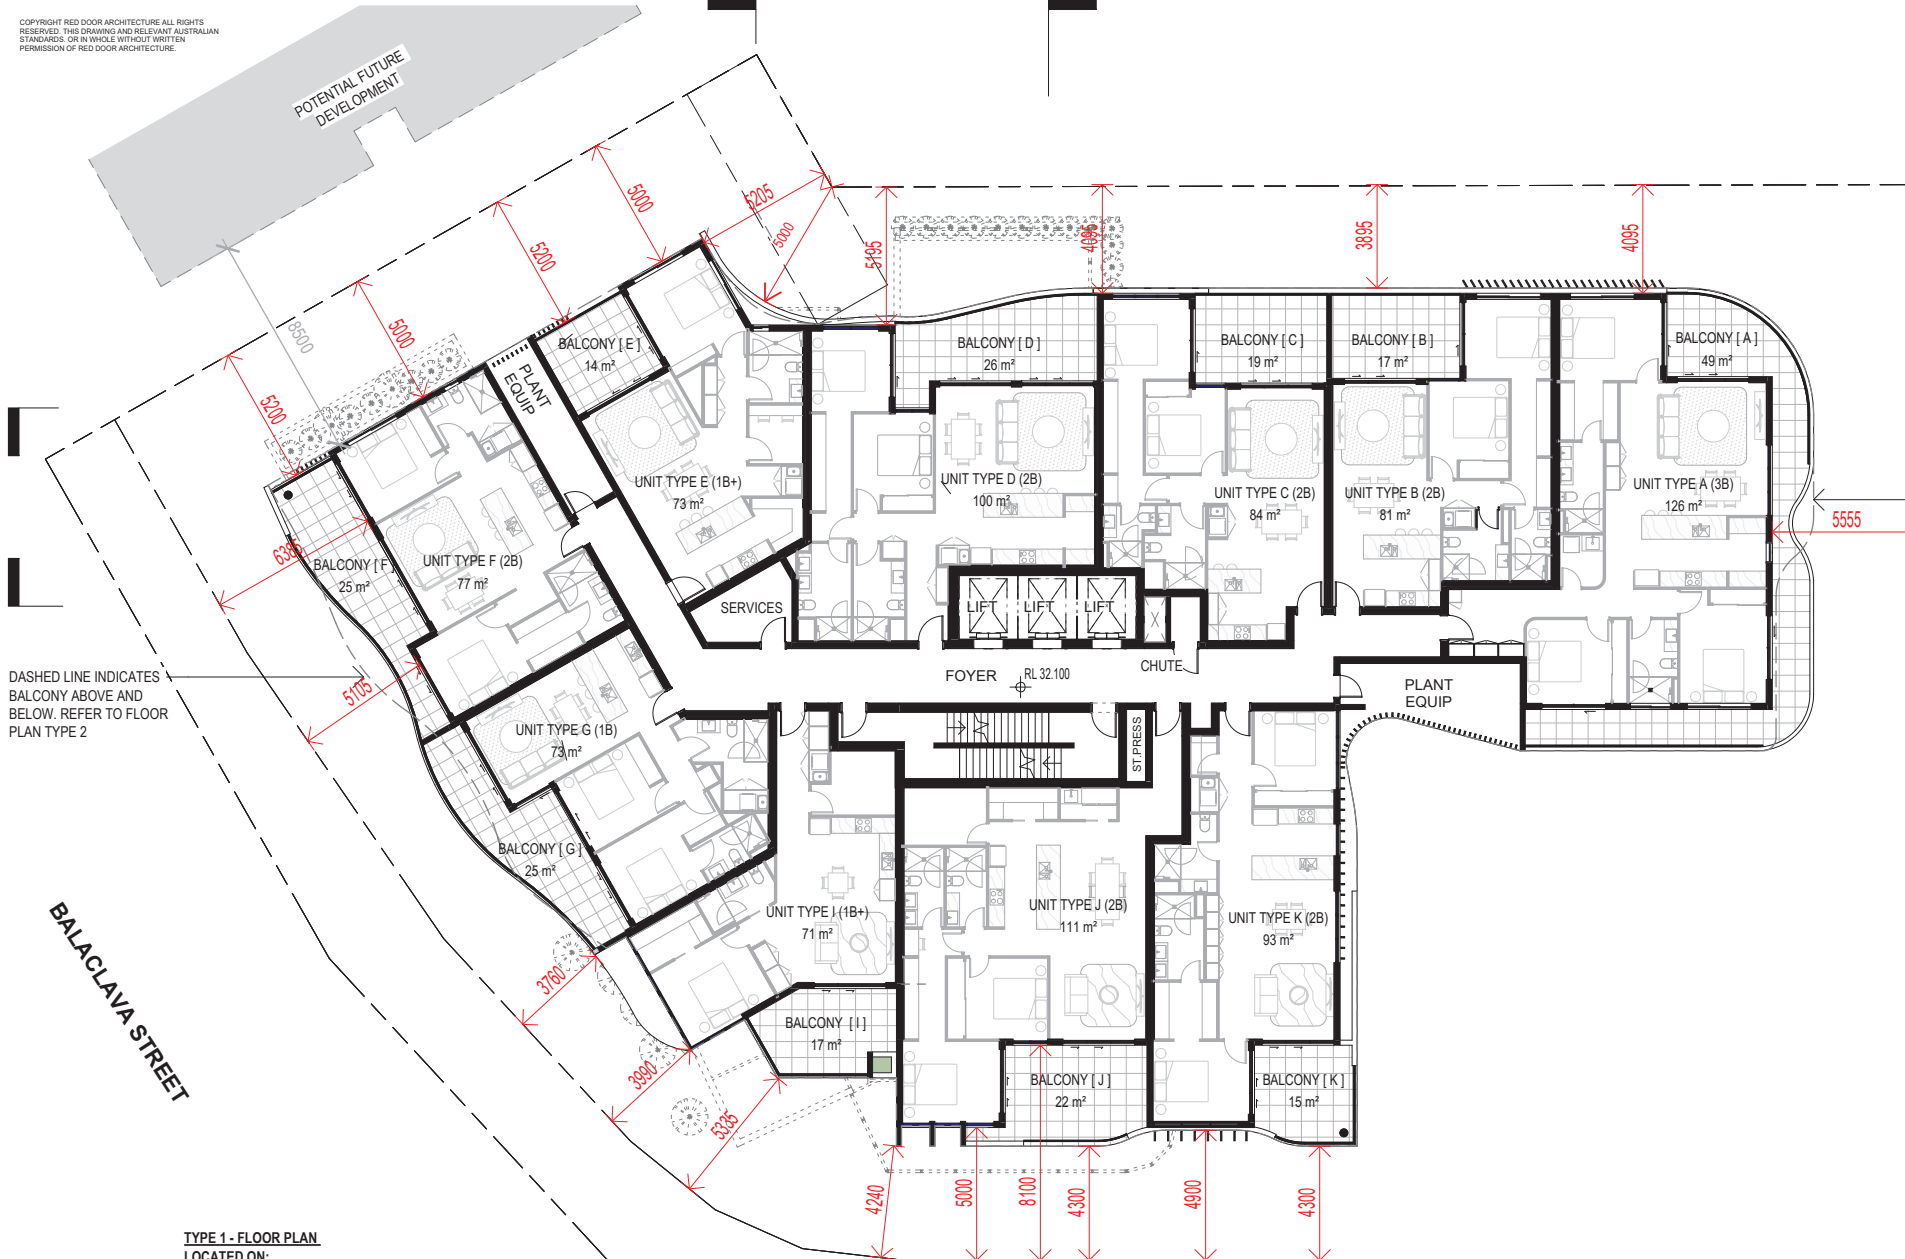 COPYRIGHT RED DOOR ARCHITECTURE ALL RIGHTS
RESERVED. THIS DRAWING AND RELEVANT AUSTRALIAN
STANDARDS. OR IN WHOLE WITHOUT WRITTEN
PERMISSION OF RED DOOR ARCHITECTURE.
POTENTIAL FUTURE
DEVELOPMENT
5000
5205
5000
5195
4095
3895
4095
5200
5000
8500
5200
6385
5105
5555
3760
3990
5335
4240
5000
8100
4300
4900
4300
PLANT
EQUIP
BALCONY [ E ]
14 m²
BALCONY [ D ]
26 m²
BALCONY [ C ]
19 m²
BALCONY [ B ]
17 m²
BALCONY [ A ]
49 m²
UNIT TYPE E (1B+)
73 m²
UNIT TYPE D (2B)
100 m²
UNIT TYPE C (2B)
84 m²
UNIT TYPE B (2B)
81 m²
UNIT TYPE A (3B)
126 m²
BALCONY [ F
25 m²
UNIT TYPE F (2B)
77 m²
SERVICES
LIFT
LIFT
LIFT
FOYER
RL 32.100
CHUTE
PLANT
EQUIP
DASHED LINE INDICATES
BALCONY ABOVE AND
BELOW. REFER TO FLOOR
PLAN TYPE 2
UNIT TYPE G (1B)
73 m²
ST.PRESS
BALCONY [ G ]
25 m²
UNIT TYPE I (1B+)
71 m²
UNIT TYPE J (2B)
111 m²
UNIT TYPE K (2B)
93 m²
BALCONY [ I ]
17 m²
BALCONY [ J ]
22 m²
BALCONY [ K ]
15 m²
BALACLAVA STREET
TYPE 1 - FLOOR PLAN
LOCATED ON: